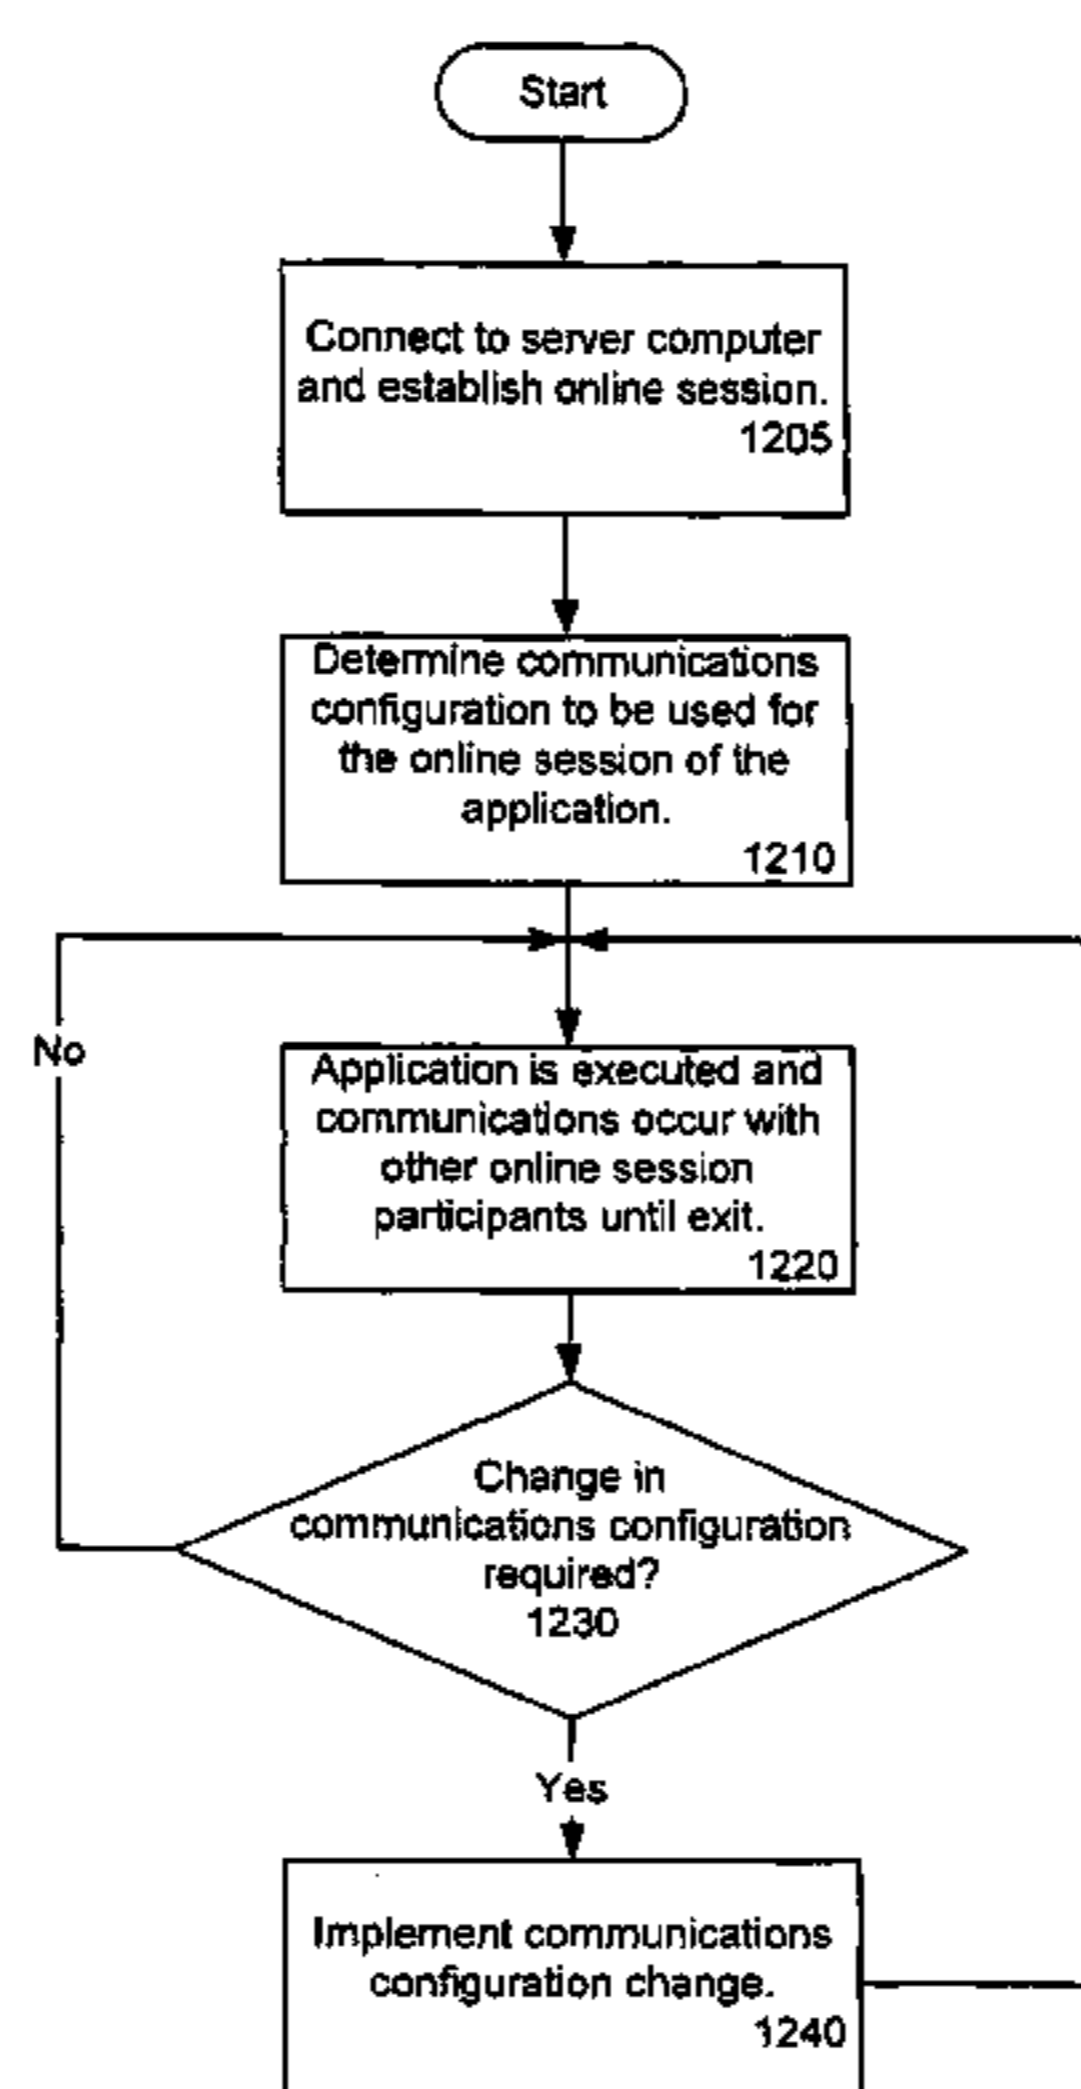 Start
Connect to server computer
and establish online session.
1205
Determine communications
configuration to be used for
the online session of the
application.
1210
No
Application is executed and
communications occur with
other online session
participants until exit.
1220
Change in
communications configuration
required?
1230
Yes
Implement communications
configuration change.
1240